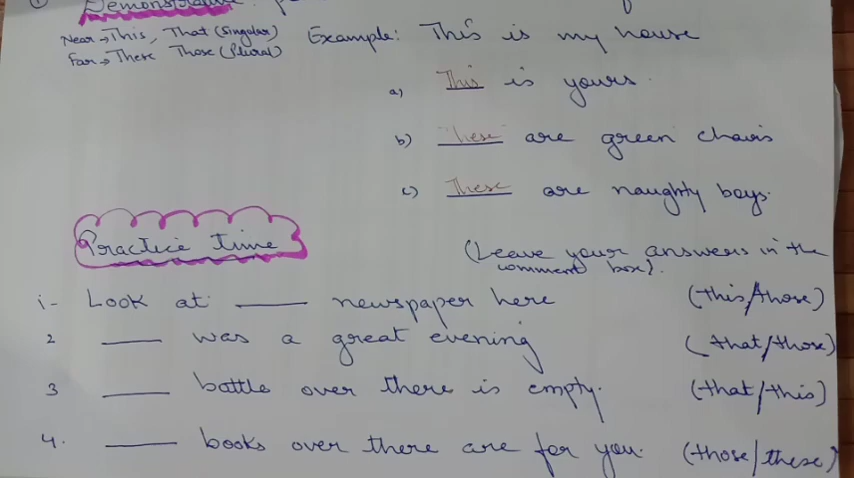 ① Demonstrative
Near → This, That (Singular)
Far → These Those (Plural)
Example: This is my house
a) This is yours.
b) These are green chairs
c) These are naughty boys.
Practice time
(Leave your answers in the
comment box).
1- Look at ____ newspaper here (this/those)
2 ____ was a great evening (that/those)
3 ____ battle over there is empty. (that/this)
4. ____ books over there are for you. (those/these)